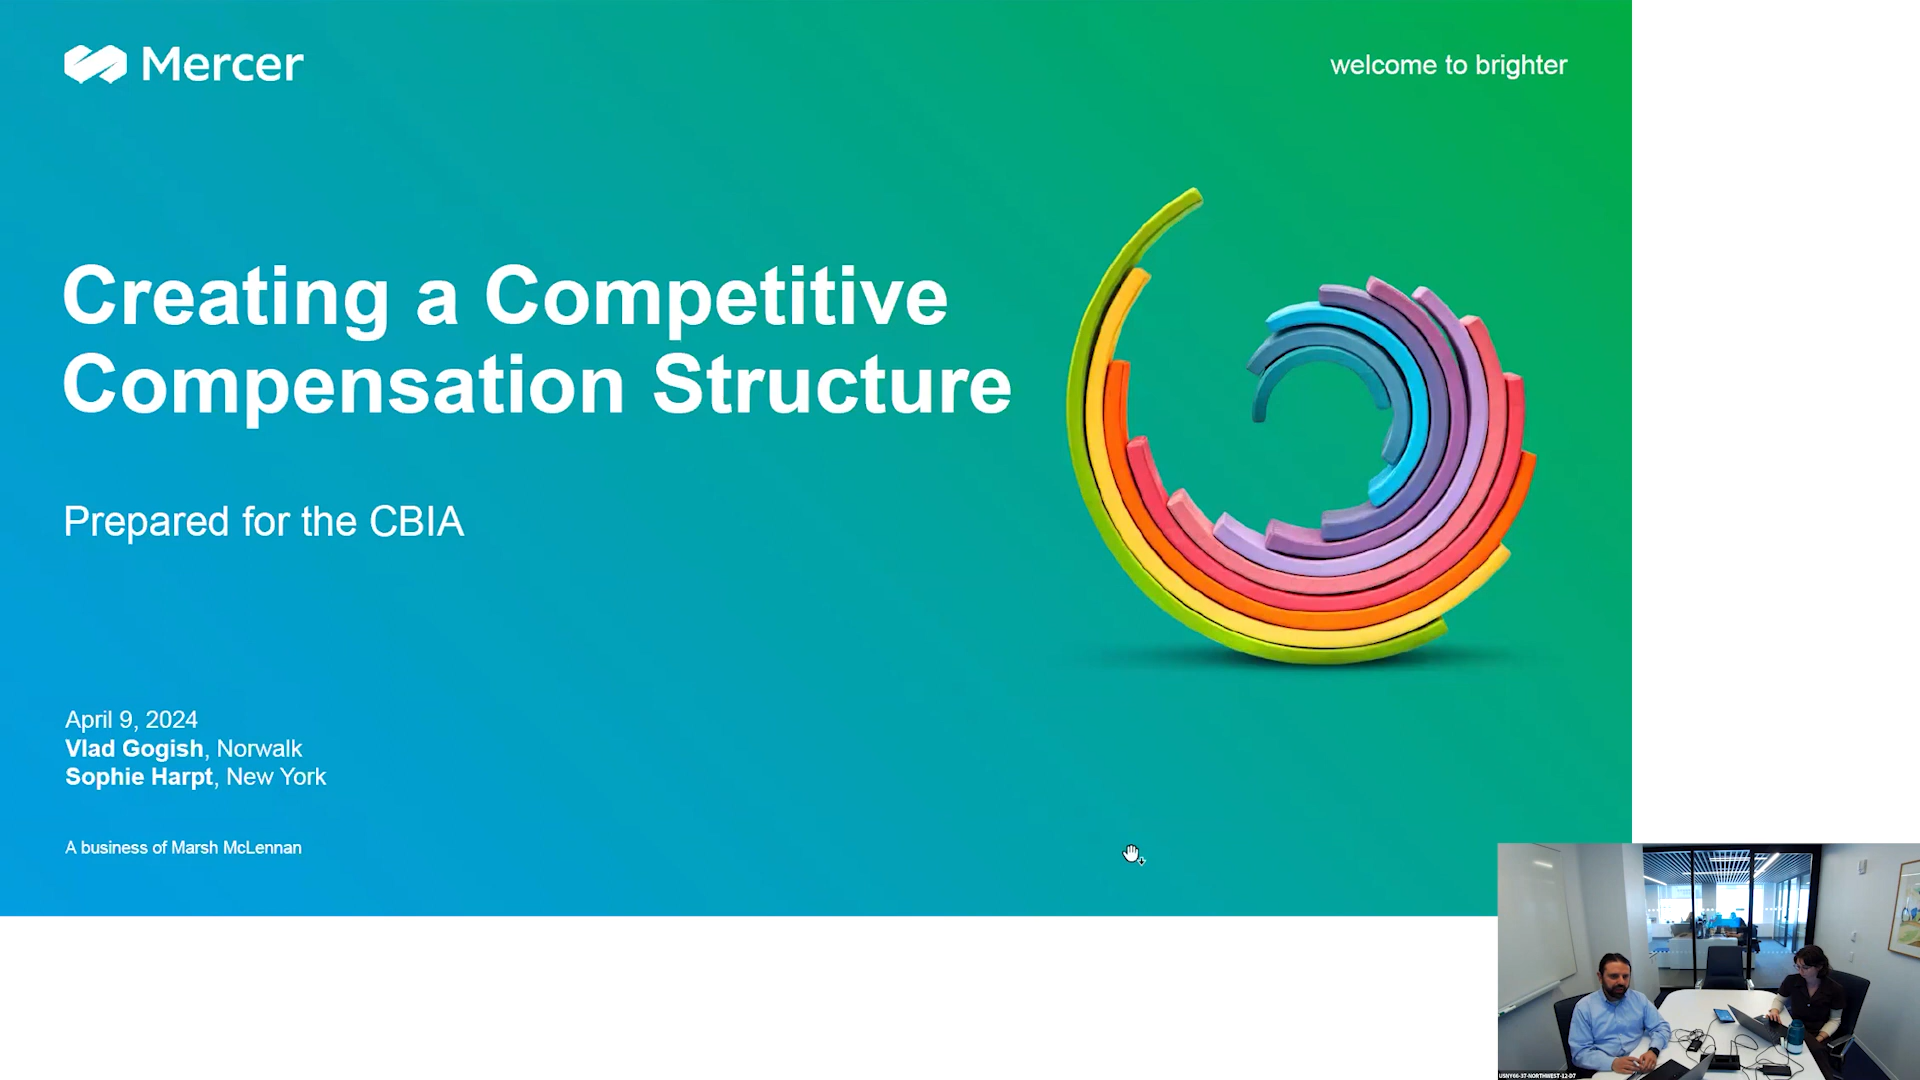 Mercer
welcome to brighter
Creating a Competitive
Compensation Structure
Prepared for the CBIA
April 9, 2024
Vlad Gogish, Norwalk
Sophie Harpt, New York
A business of Marsh McLennan